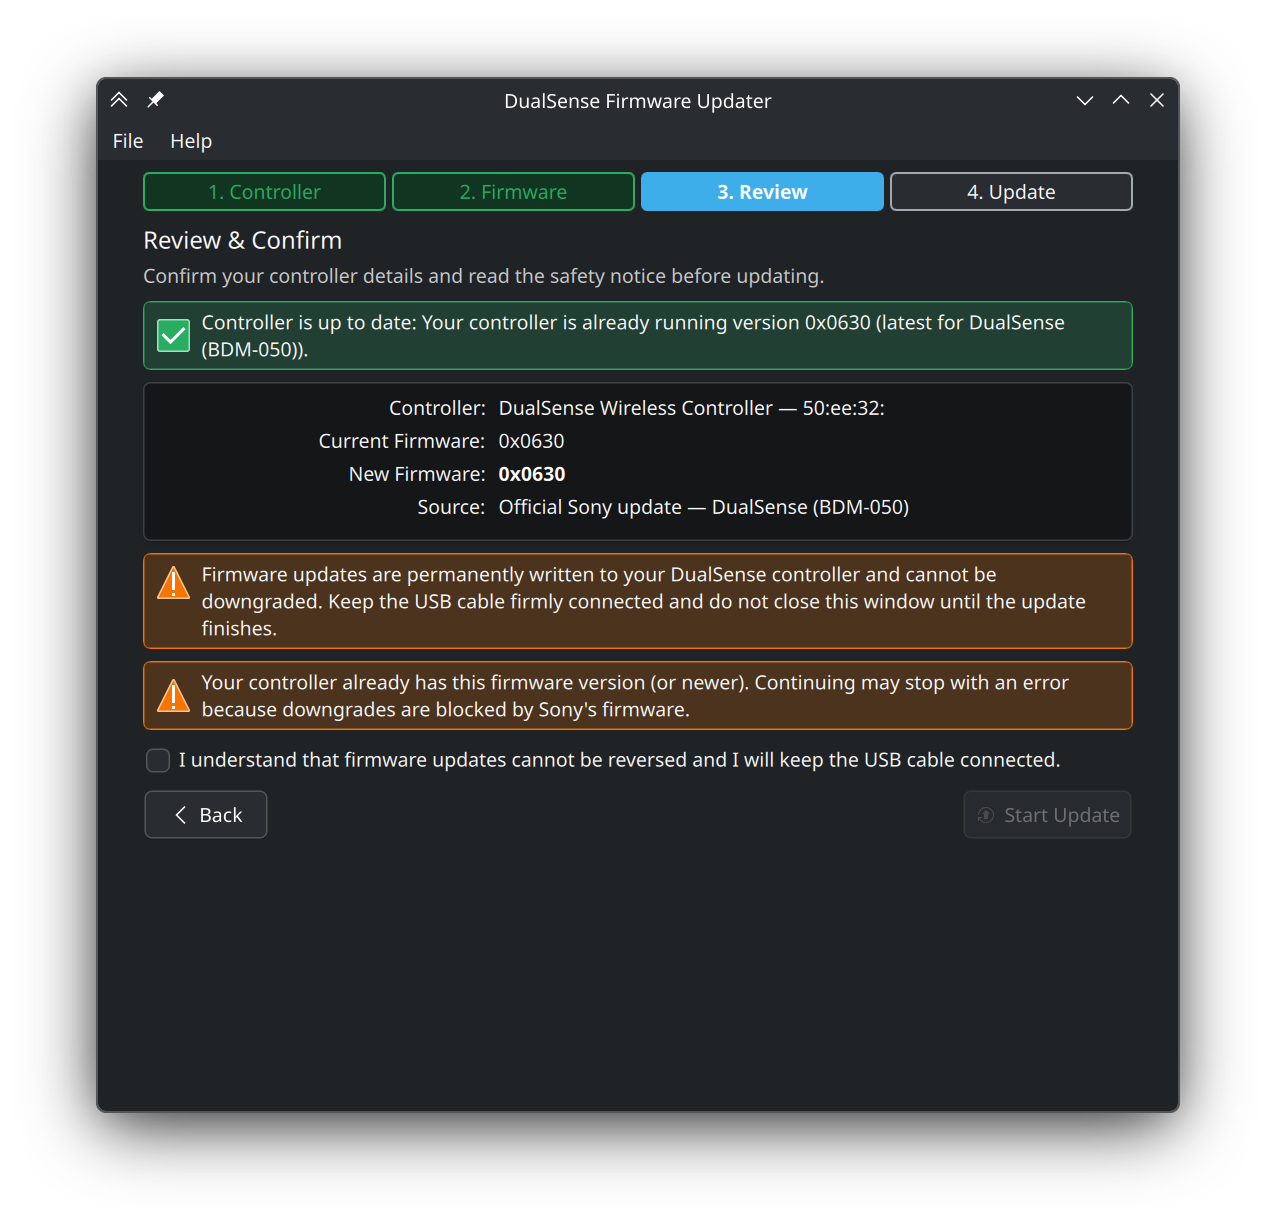 DualSense Firmware Updater
File Help
1. Controller 2. Firmware 3. Review 4. Update
Review & Confirm
Confirm your controller details and read the safety notice before updating.
Controller is up to date: Your controller is already running version 0x0630 (latest for DualSense
(BDM-050)).
Controller: DualSense Wireless Controller — 50:ee:32:
Current Firmware: 0x0630
New Firmware: 0x0630
Source: Official Sony update — DualSense (BDM-050)
Firmware updates are permanently written to your DualSense controller and cannot be
downgraded. Keep the USB cable firmly connected and do not close this window until the update
finishes.
Your controller already has this firmware version (or newer). Continuing may stop with an error
because downgrades are blocked by Sony's firmware.
I understand that firmware updates cannot be reversed and I will keep the USB cable connected.
Back Start Update